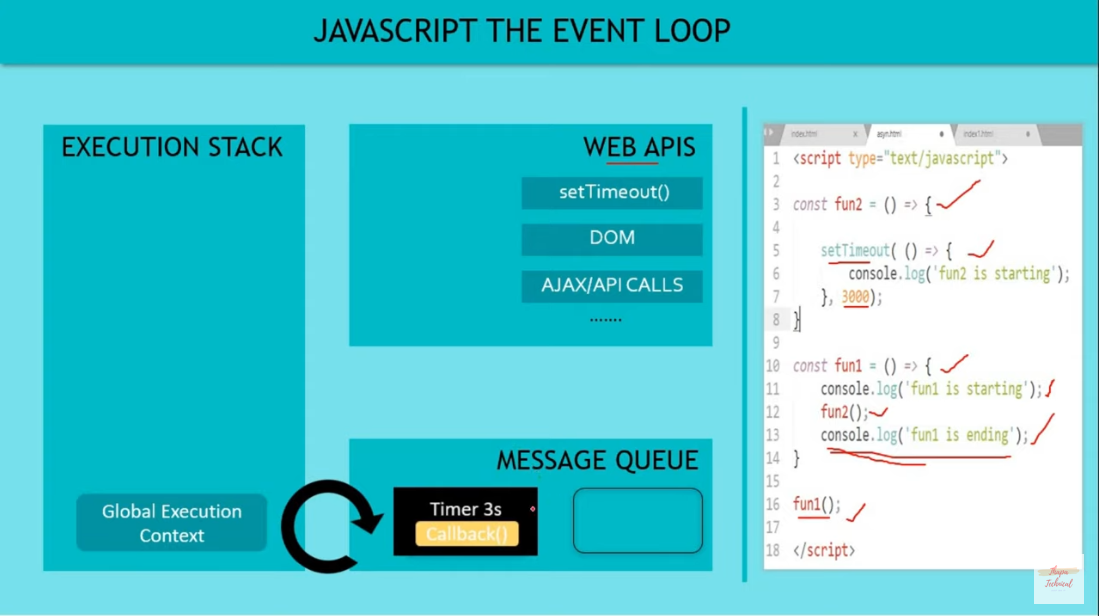 JAVASCRIPT THE EVENT LOOP
EXECUTION STACK
Global Execution
Context
WEB APIS
setTimeout()
DOM
AJAX/API CALLS
.......
MESSAGE QUEUE
Timer 3s
Callback()
index.html x asyn.html index1.html
1 <script type="text/javascript">
2
3 const fun2 = () => {
4
5 setTimeout( () => {
6 console.log('fun2 is starting');
7 }, 3000);
8 }
9
10 const fun1 = () => {
11 console.log('fun1 is starting');
12 fun2();
13 console.log('fun1 is ending');
14 }
15
16 fun1();
17
18 </script>
Thapa
Technical